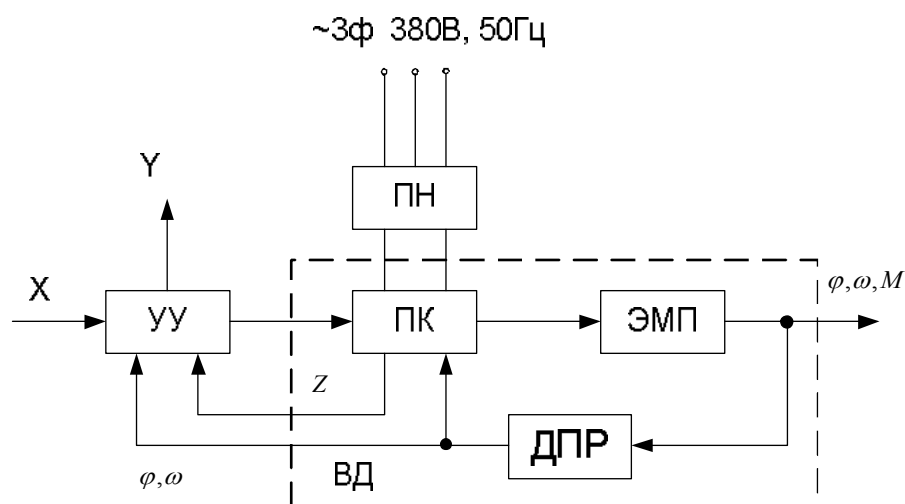 ~3ф 380В, 50Гц
Y
ПН
X
φ,ω,M
УУ
ПК
ЭМП
Z
ДПР
φ,ω
ВД